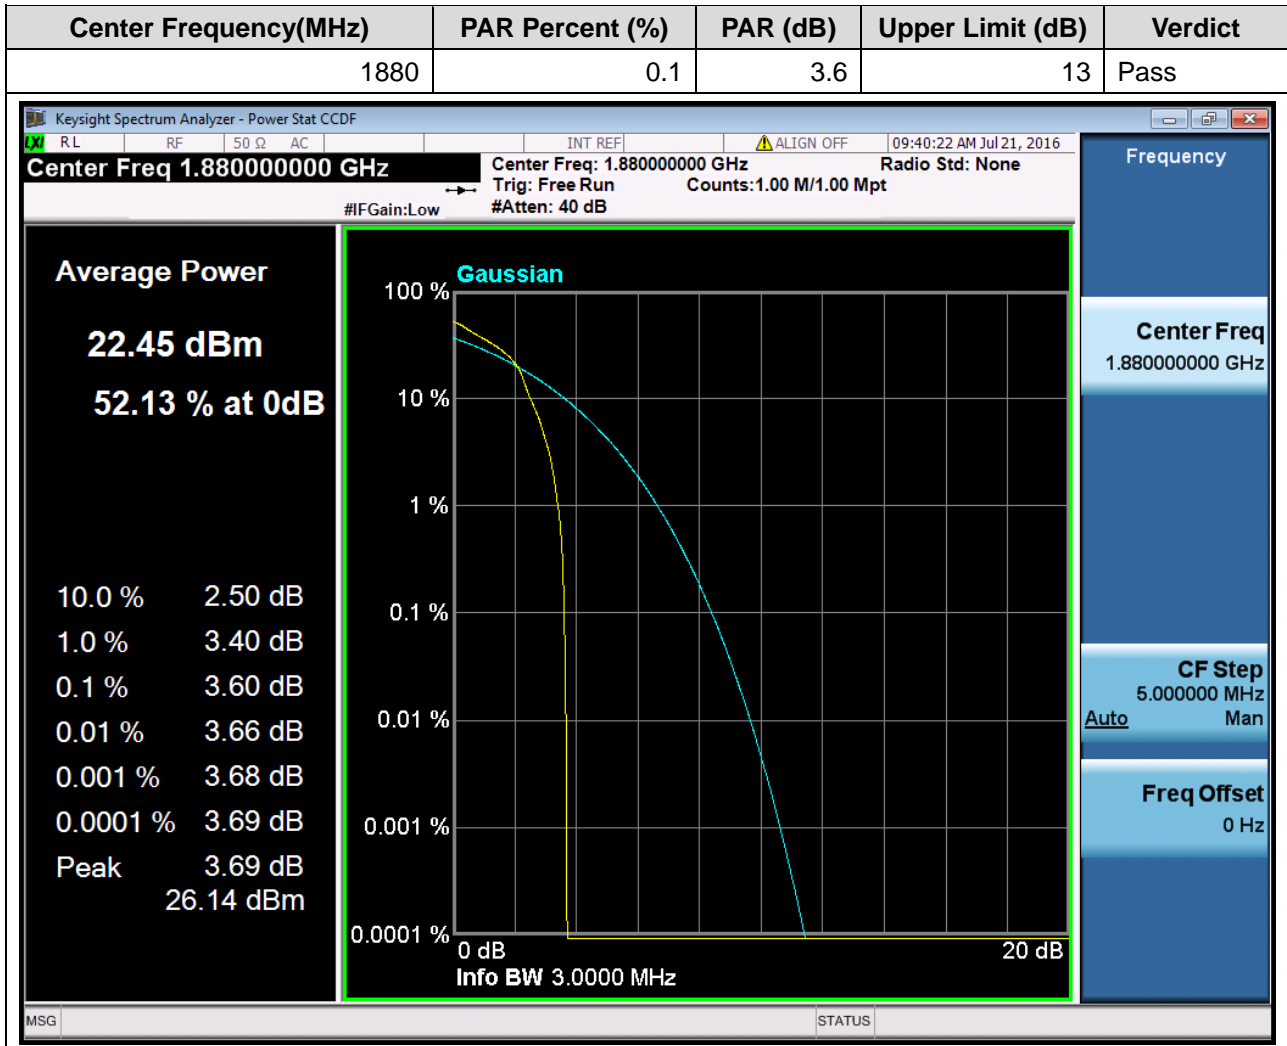 Center Frequency(MHz) PAR Percent (%) PAR (dB) Upper Limit (dB) Verdict
1880 0.1 3.6 13 Pass
Keysight Spectrum Analyzer - Power Stat CCDF
LXI RL RF 50 Ω AC INT REF ALIGN OFF 09:40:22 AM Jul 21, 2016
Center Freq 1.880000000 GHz
#IFGain:Low
Center Freq: 1.880000000 GHz Radio Std: None
Trig: Free Run Counts:1.00 M/1.00 Mpt
#Atten: 40 dB
Average Power
22.45 dBm
52.13 % at 0dB
10.0 % 2.50 dB
1.0 % 3.40 dB
0.1 % 3.60 dB
0.01 % 3.66 dB
0.001 % 3.68 dB
0.0001 % 3.69 dB
Peak 3.69 dB
26.14 dBm
Gaussian
100 %
10 %
1 %
0.1 %
0.01 %
0.001 %
0.0001 %
0 dB 20 dB
Info BW 3.0000 MHz
Frequency
Center Freq
1.880000000 GHz
CF Step
5.000000 MHz
Auto Man
Freq Offset
0 Hz
MSG STATUS